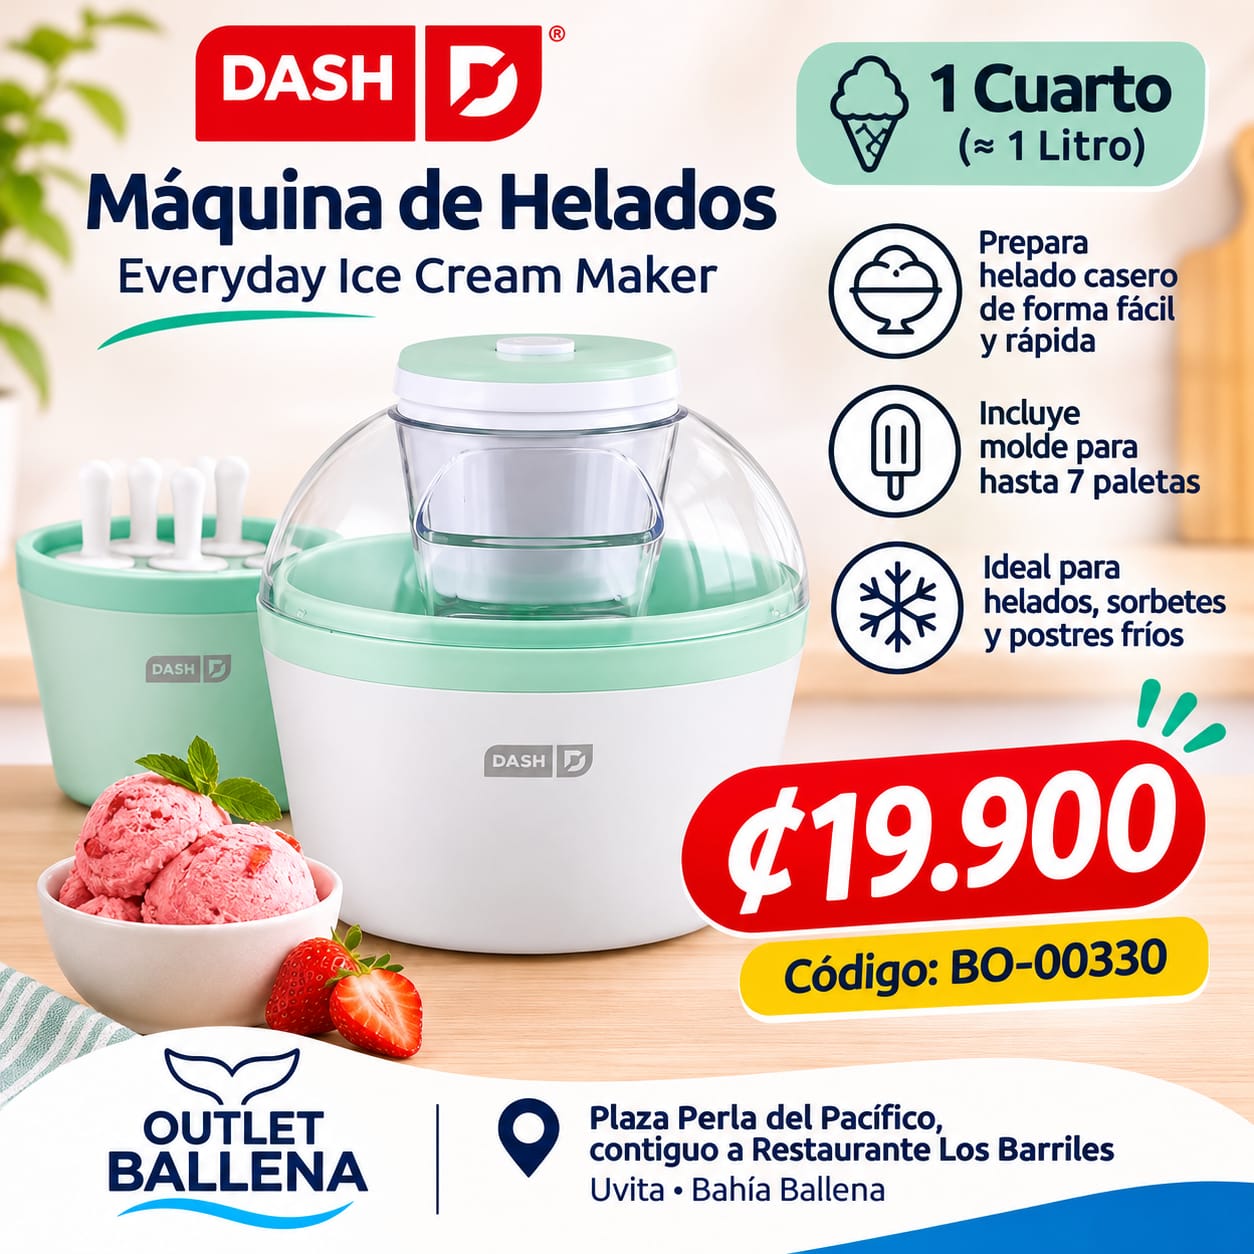 DASH D®
Máquina de Helados
Everyday Ice Cream Maker
1 Cuarto
(≈ 1 Litro)
Prepara
helado casero
de forma fácil
y rápida
Incluye
molde para
hasta 7 paletas
Ideal para
helados, sorbetes
y postres fríos
DASH D
DASH D
₡19.900
Código: BO-00330
OUTLET
BALLENA
Plaza Perla del Pacífico,
contiguo a Restaurante Los Barriles
Uvita • Bahía Ballena